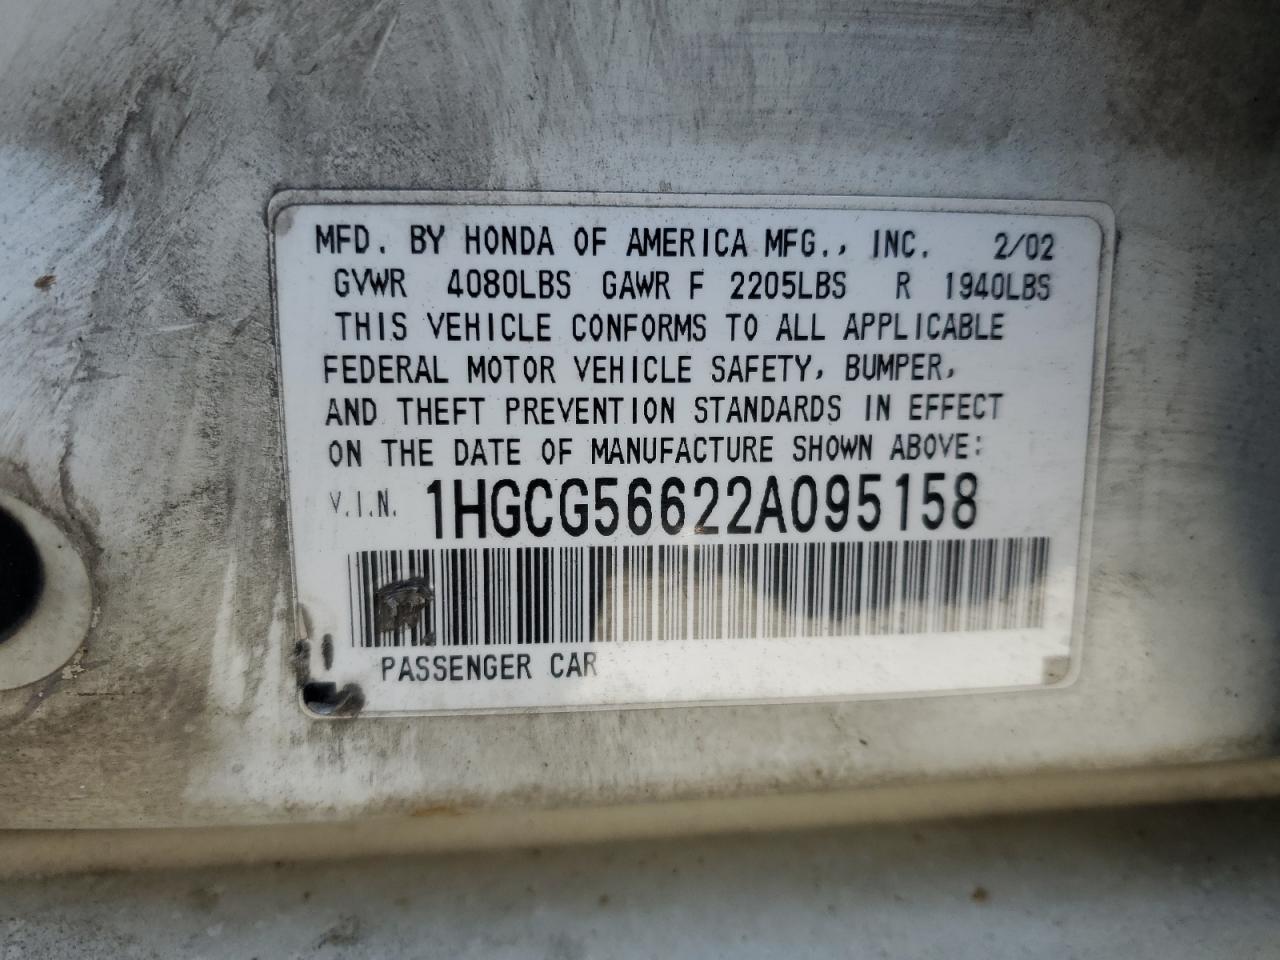 MFD. BY HONDA OF AMERICA MFG., INC. 2/02
GVWR 4080LBS GAWR F 2205LBS R 1940LBS
THIS VEHICLE CONFORMS TO ALL APPLICABLE
FEDERAL MOTOR VEHICLE SAFETY, BUMPER,
AND THEFT PREVENTION STANDARDS IN EFFECT
ON THE DATE OF MANUFACTURE SHOWN ABOVE:
V.I.N. 1HGCG56622A095158
PASSENGER CAR